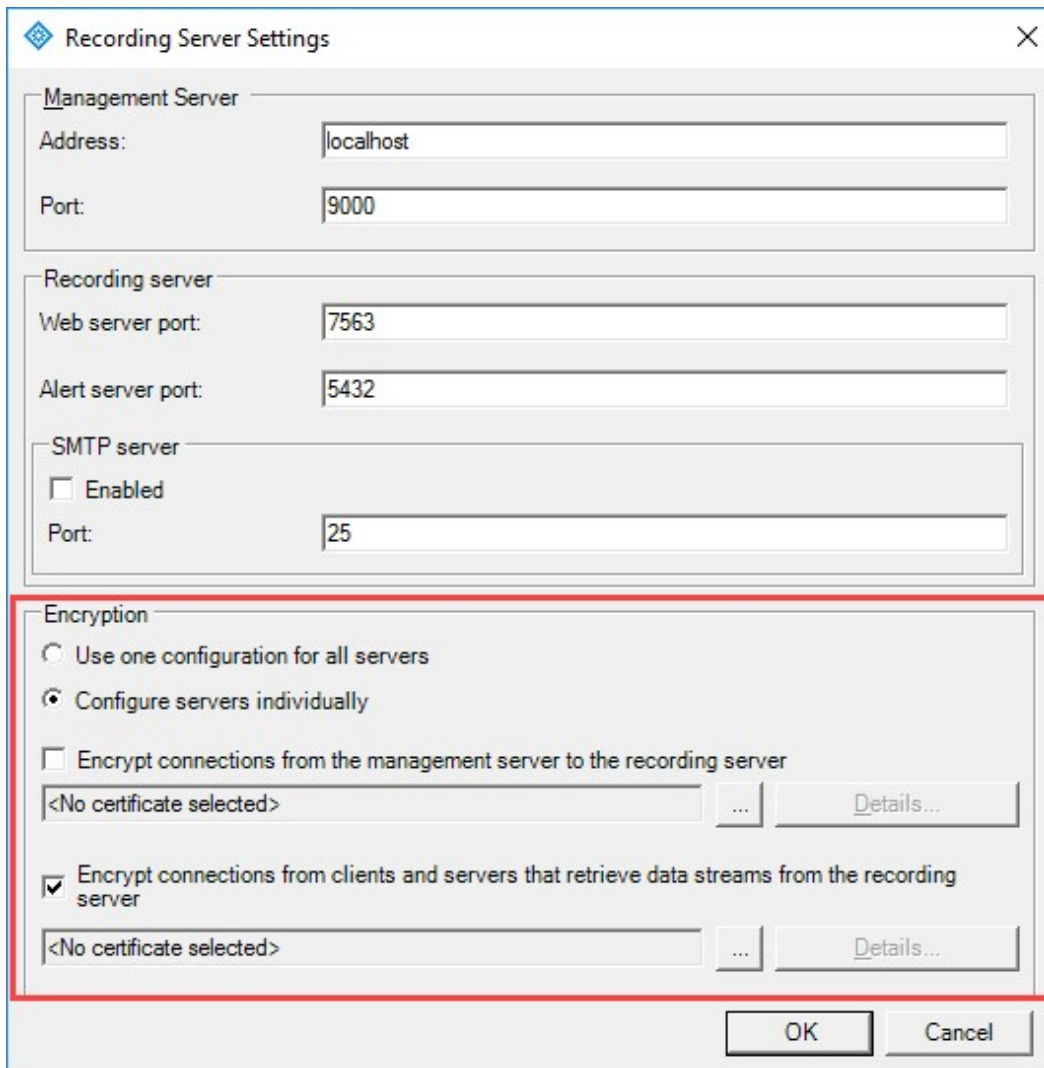 Recording Server Settings
Management Server
Address:
localhost
Port:
9000
Recording server
Web server port:
7563
Alert server port:
5432
SMTP server
Enabled
Port:
25
Encryption
Use one configuration for all servers
Configure servers individually
Encrypt connections from the management server to the recording server
<No certificate selected>
...
Details...
Encrypt connections from clients and servers that retrieve data streams from the recording
server
<No certificate selected>
...
Details...
OK
Cancel